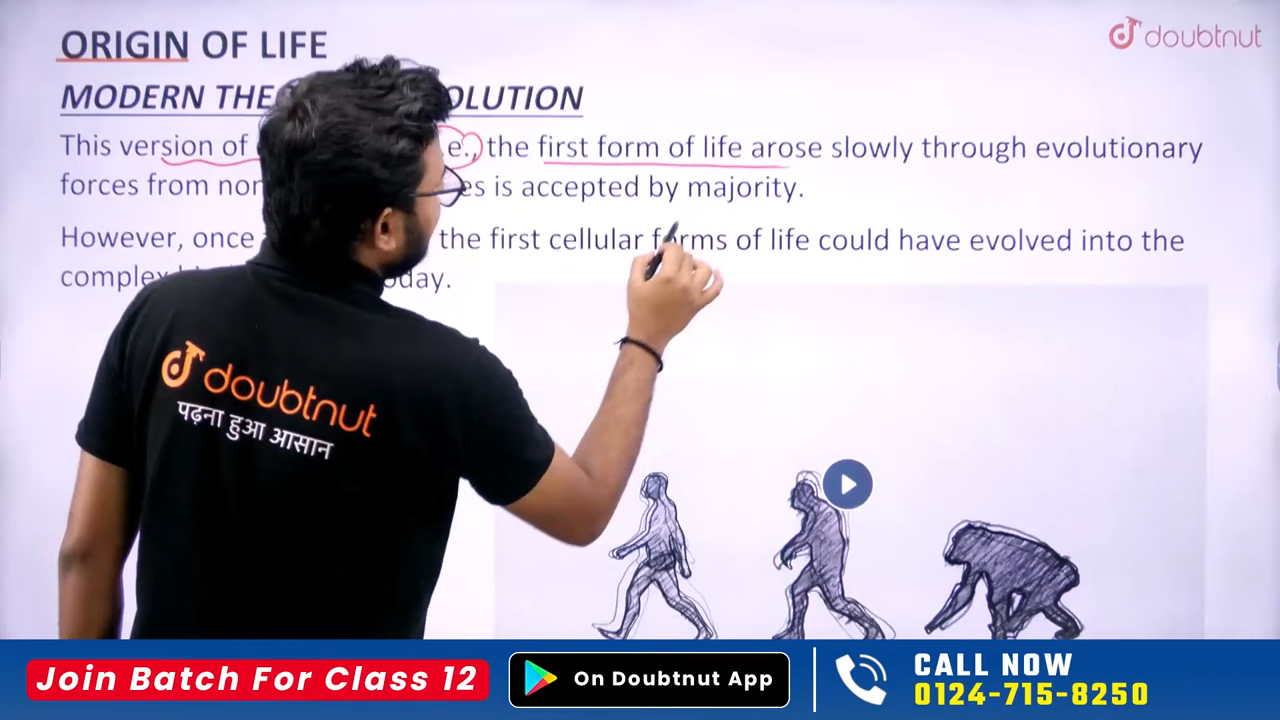 ORIGIN OF LIFE
doubtnut
MODERN THE OLUTION
This version of e., the first form of life arose slowly through evolutionary
forces from non es is accepted by majority.
However, once the first cellular forms of life could have evolved into the
complex oday.
doubtnut
पढ़ना हुआ आसान
Join Batch For Class 12
On Doubtnut App
CALL NOW
0124-715-8250